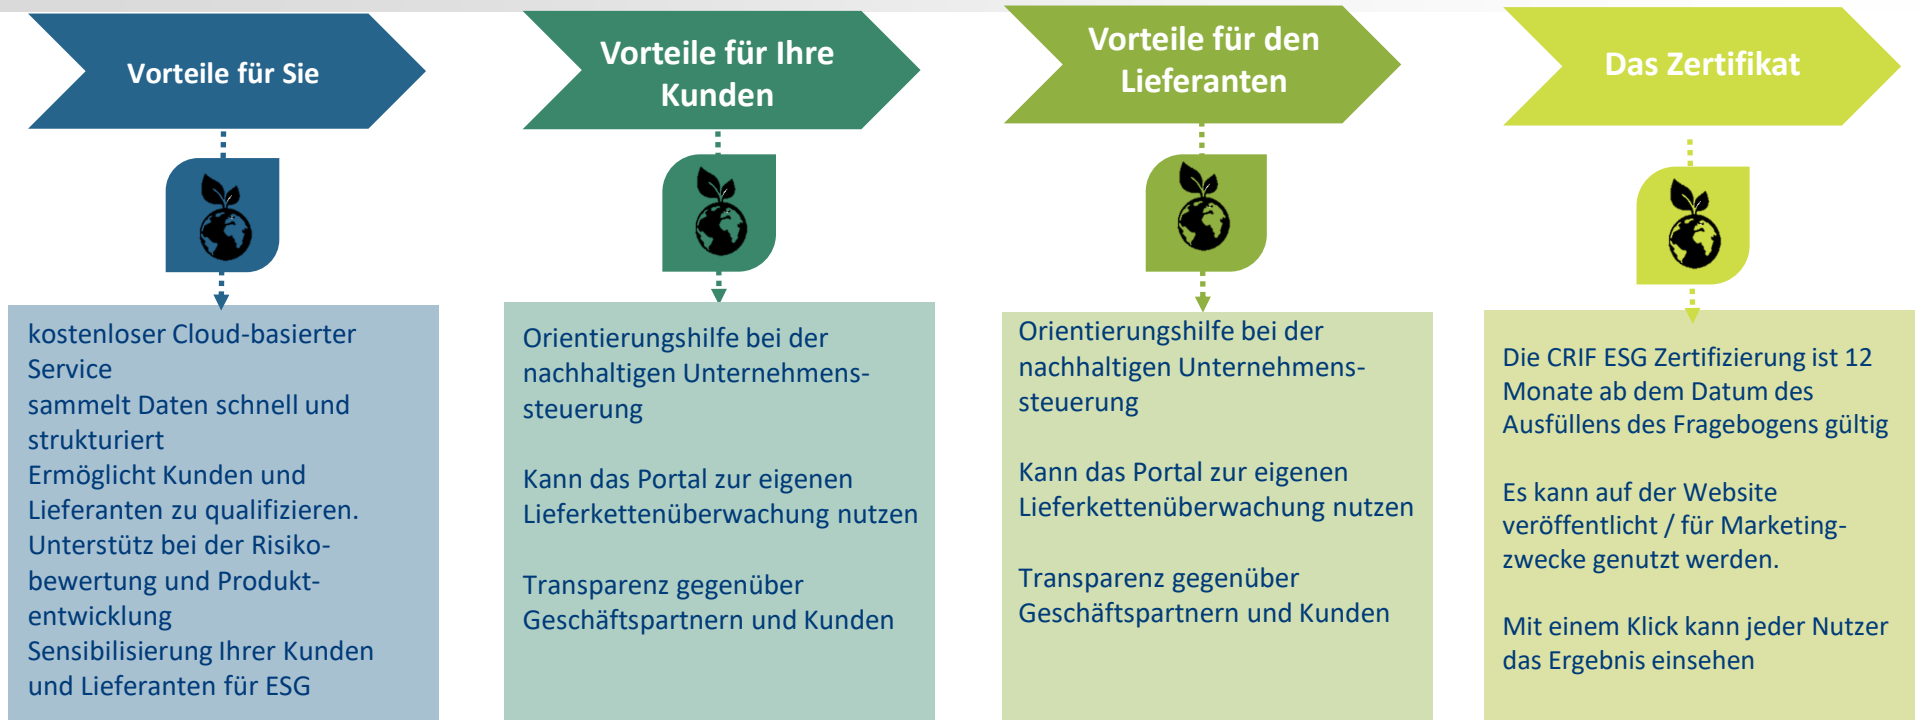 Vorteile für Sie
kostenloser Cloud-basierter
Service
sammelt Daten schnell und
strukturiert
Ermöglicht Kunden und
Lieferanten zu qualifizieren.
Unterstütz bei der Risiko-
bewertung und Produkt-
entwicklung
Sensibilisierung Ihrer Kunden
und Lieferanten für ESG
Vorteile für Ihre
Kunden
Orientierungshilfe bei der
nachhaltigen Unternehmens-
steuerung
Kann das Portal zur eigenen
Lieferkettenüberwachung nutzen
Transparenz gegenüber
Geschäftspartnern und Kunden
Vorteile für den
Lieferanten
Orientierungshilfe bei der
nachhaltigen Unternehmens-
steuerung
Kann das Portal zur eigenen
Lieferkettenüberwachung nutzen
Transparenz gegenüber
Geschäftspartnern und Kunden
Das Zertifikat
Die CRIF ESG Zertifizierung ist 12
Monate ab dem Datum des
Ausfüllens des Fragebogens gültig
Es kann auf der Website
veröffentlicht / für Marketing-
zwecke genutzt werden.
Mit einem Klick kann jeder Nutzer
das Ergebnis einsehen